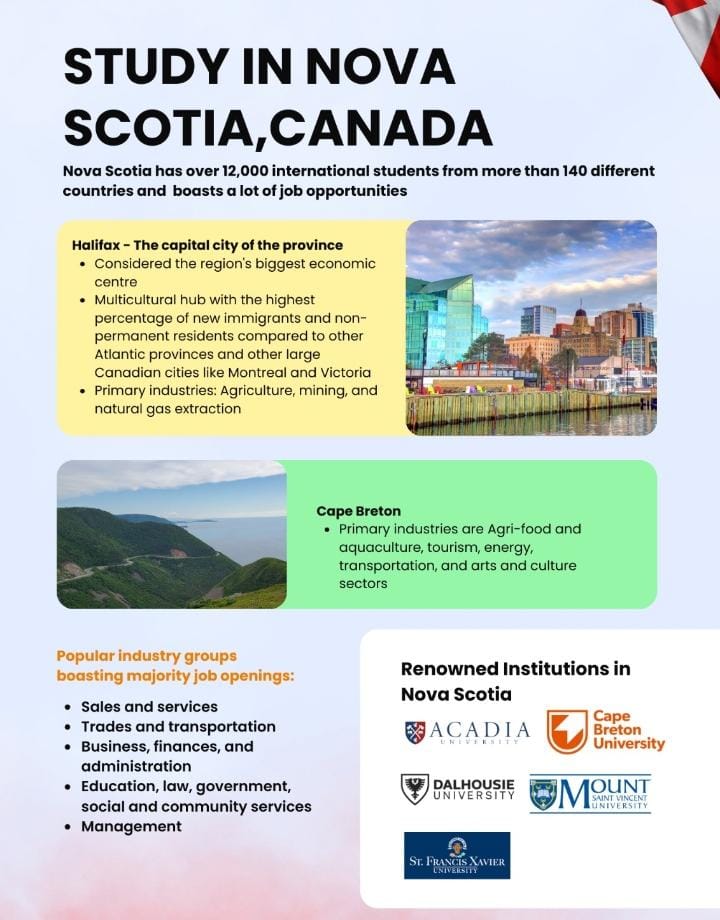 STUDY IN NOVA
SCOTIA,CANADA
Nova Scotia has over 12,000 international students from more than 140 different
countries and  boasts a lot of job opportunities
Halifax - The capital city of the province
• Considered the region's biggest economic
centre
• Multicultural hub with the highest
percentage of new immigrants and non-
permanent residents compared to other
Atlantic provinces and other large
Canadian cities like Montreal and Victoria
• Primary industries: Agriculture, mining, and
natural gas extraction
Cape Breton
• Primary industries are Agri-food and
aquaculture, tourism, energy,
transportation, and arts and culture
sectors
Popular industry groups
boasting majority job openings:
• Sales and services
• Trades and transportation
• Business, finances, and
administration
• Education, law, government,
social and community services
• Management
Renowned Institutions in
Nova Scotia
ACADIA
UNIVERSITY
Cape
Breton
University
DALHOUSIE
UNIVERSITY
MOUNT
SAINT VINCENT
UNIVERSITY
ST. FRANCIS XAVIER
UNIVERSITY